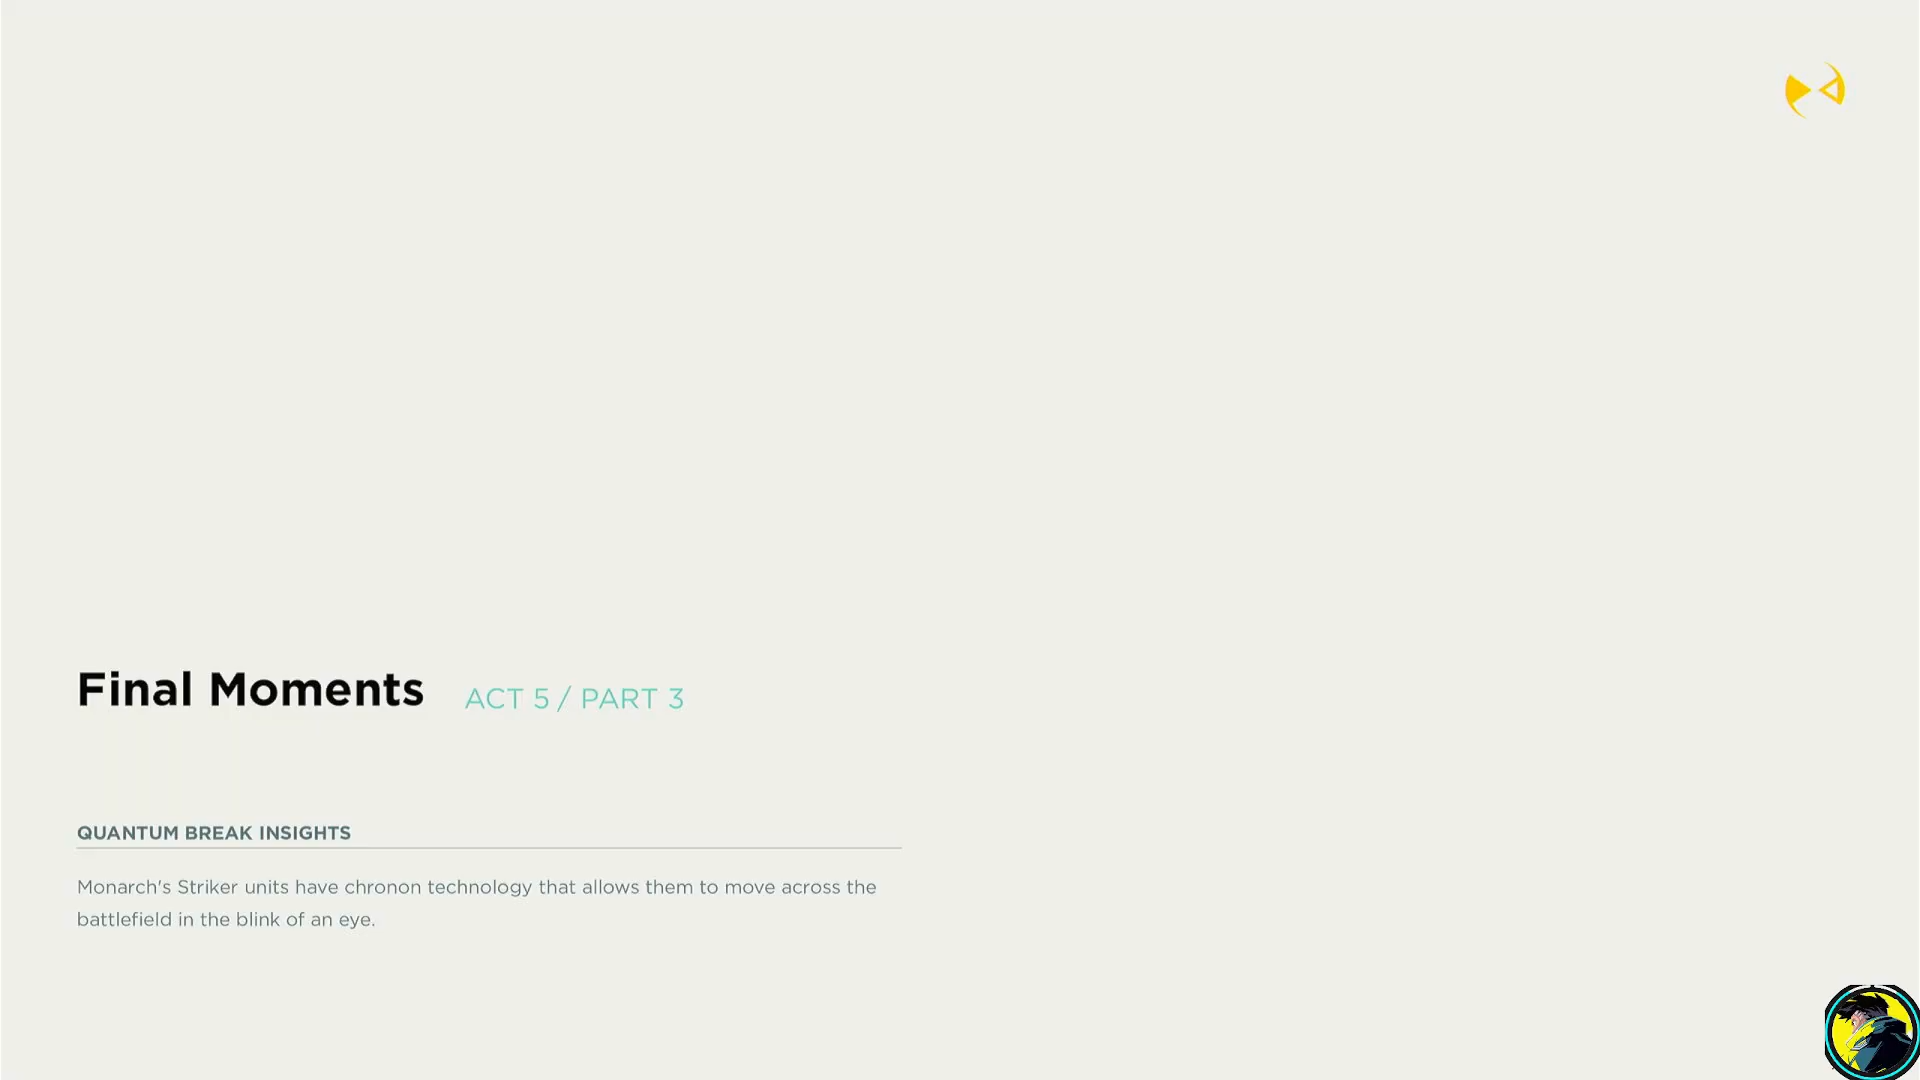 Final Moments ACT 5 / PART 3
QUANTUM BREAK INSIGHTS
Monarch's Striker units have chronon technology that allows them to move across the
battlefield in the blink of an eye.